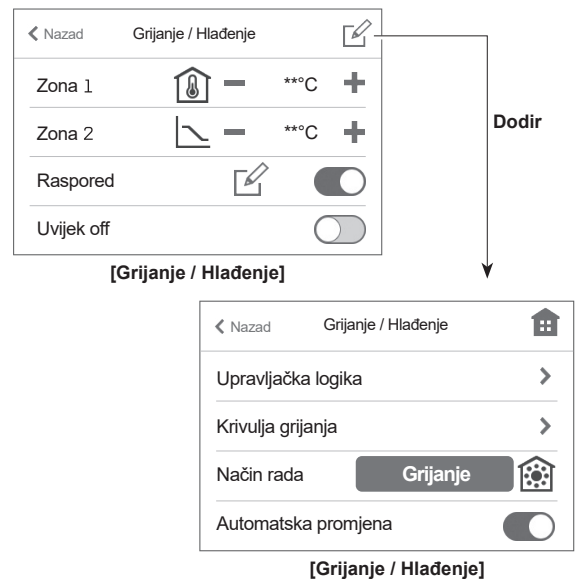 Nazad Grijanje / Hlađenje
Zona 1 **°C
Zona 2 **°C
Dodir
Raspored
Uvijek off
[Grijanje / Hlađenje]
Nazad Grijanje / Hlađenje
Upravljačka logika
Krivulja grijanja
Način rada Grijanje
Automatska promjena
[Grijanje / Hlađenje]